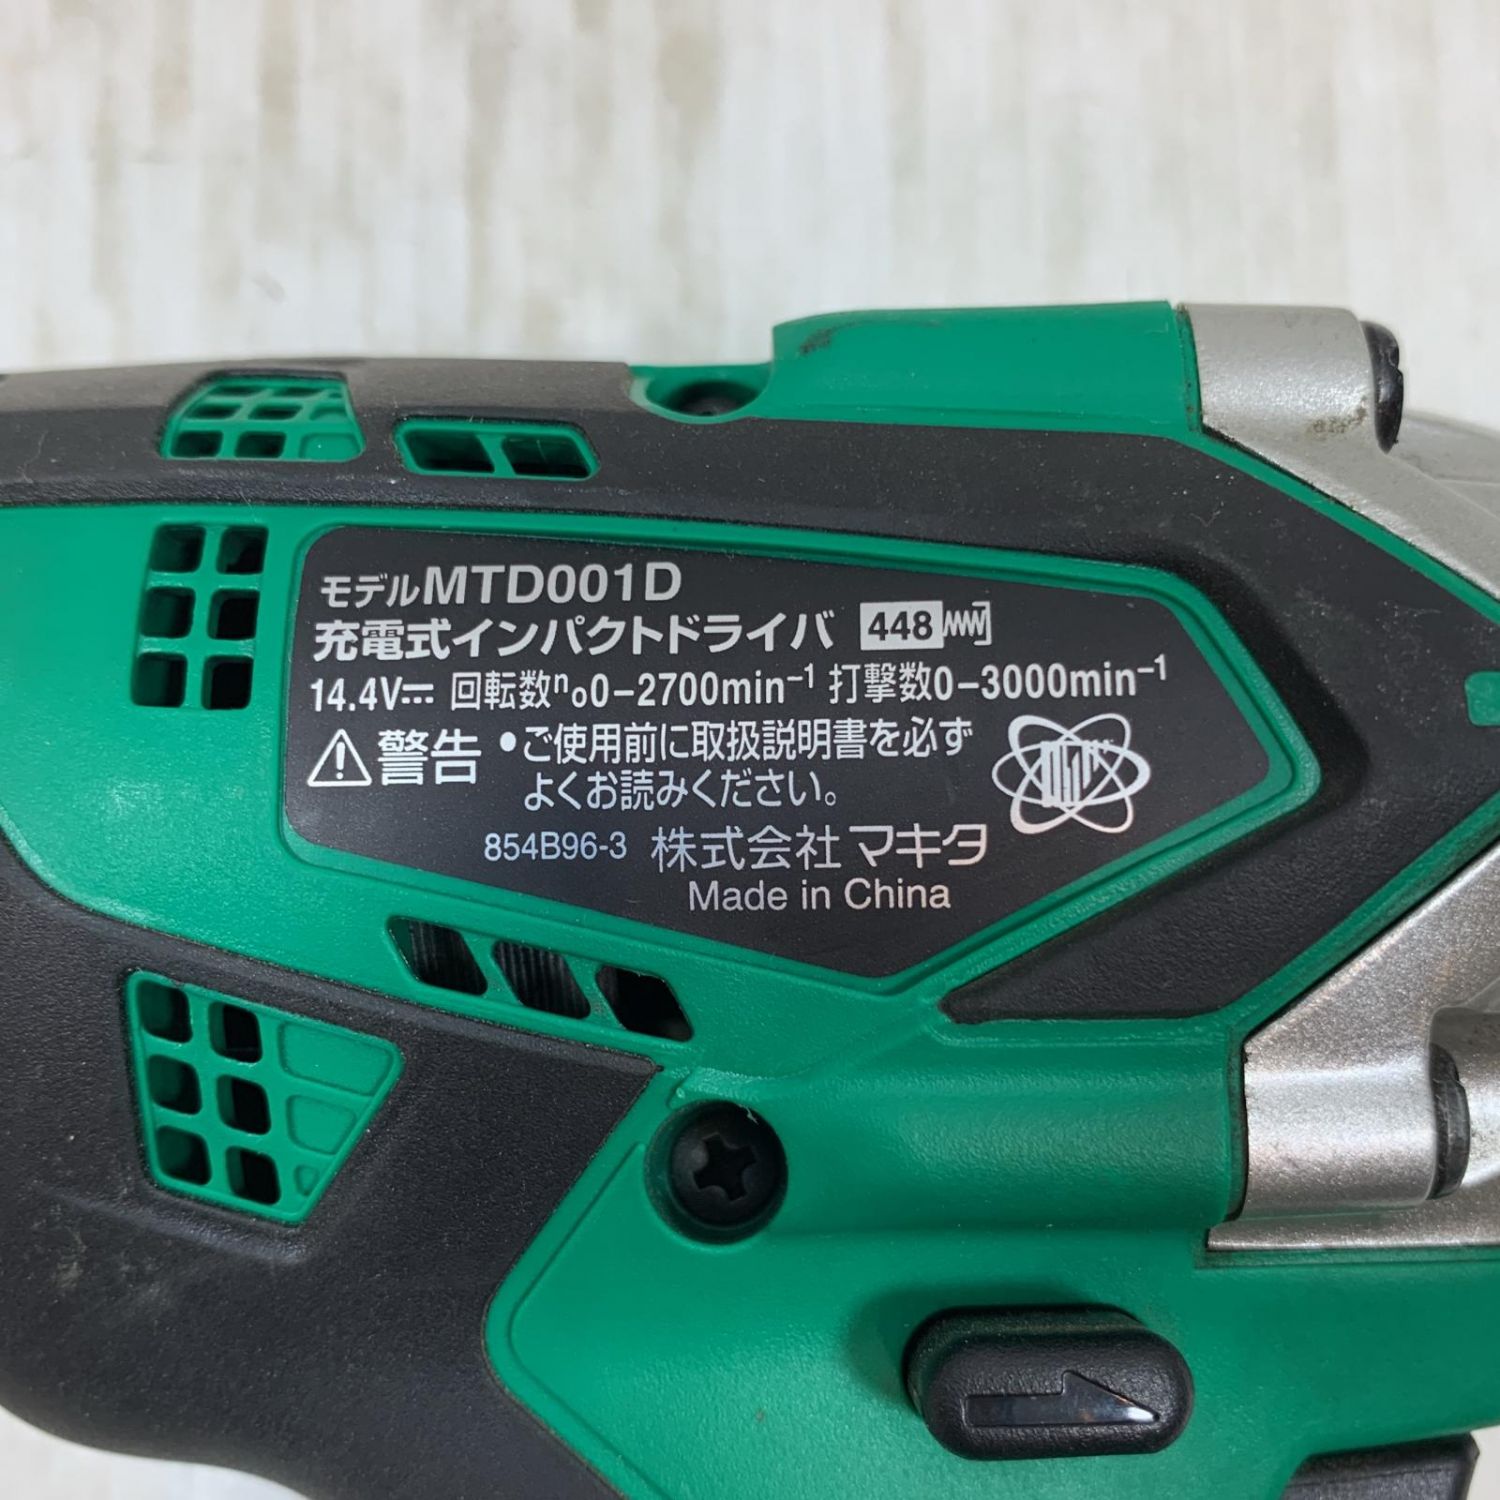 モデルMTD001D
充電式インパクトドライバ 448
14.4V⎓ 回転数n₀0-2700min⁻¹ 打撃数0-3000min⁻¹
警告 •ご使用前に取扱説明書を必ず
よくお読みください。
854B96-3 株式会社マキタ
Made in China